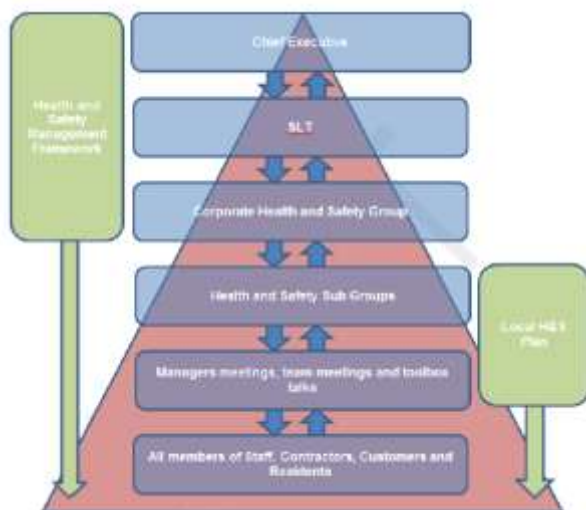 Chief Executive
Health and
Safety
Management
Framework
SLT
Corporate Health and Safety Group
Health and Safety Sub Groups
Local H&S
Plan
Managers meetings, team meetings and toolbox
talks
All members of Staff, Contractors, Customers and
Residents